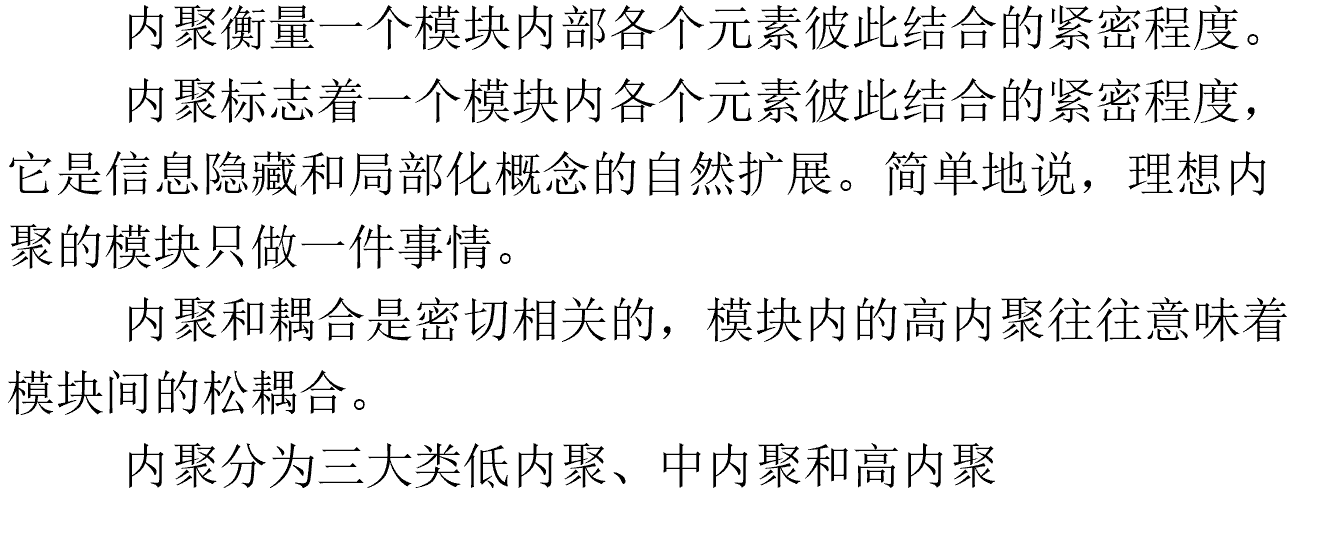 内聚衡量一个模块内部各个元素彼此结合的紧密程度。
内聚标志着一个模块内各个元素彼此结合的紧密程度，
它是信息隐藏和局部化概念的自然扩展。简单地说，理想内
聚的模块只做一件事情。
内聚和耦合是密切相关的，模块内的高内聚往往意味着
模块间的松耦合。
内聚分为三大类低内聚、中内聚和高内聚